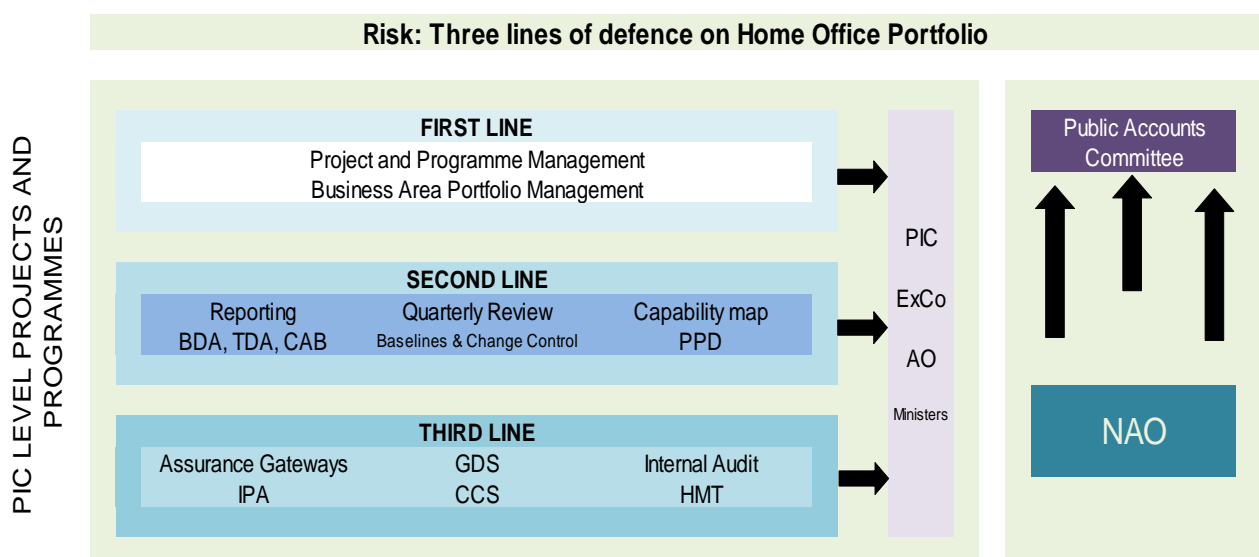 Risk: Three lines of defence on Home Office Portfolio
PIC LEVEL PROJECTS AND
PROGRAMMES
FIRST LINE
Project and Programme Management
Business Area Portfolio Management
SECOND LINE
Reporting Quarterly Review Capability map
BDA, TDA, CAB Baselines & Change Control PPD
THIRD LINE
Assurance Gateways GDS Internal Audit
IPA CCS HMT
PIC
ExCo
AO
Ministers
Public Accounts
Committee
NAO